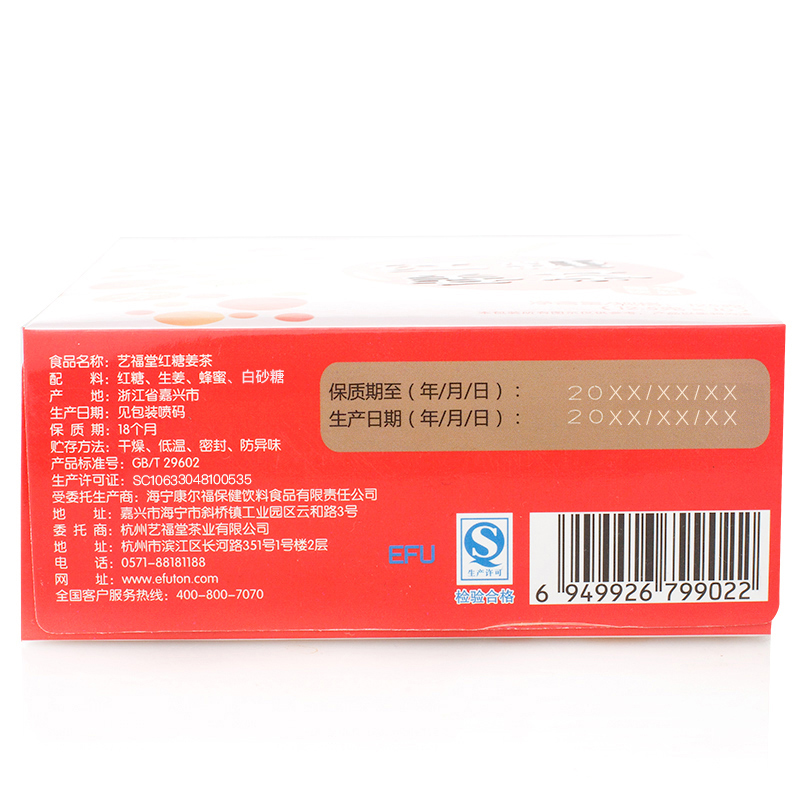 食品名称：艺福堂红糖姜茶
配 料：红糖、生姜、蜂蜜、白砂糖
产 地：浙江省嘉兴市
生产日期：见包装喷码
保 质 期：18个月
贮存方法：干燥、低温、密封、防异味
产品标准号：GB/T 29602
生产许可证：SC10633048100535
受委托生产商：海宁康尔福保健饮料食品有限责任公司
地 址：嘉兴市海宁市斜桥镇工业园区云和路3号
委 托 商：杭州艺福堂茶业有限公司
地 址：杭州市滨江区长河路351号1号楼2层
电 话：0571-88181188
网 址：www.efuton.com
全国客户服务热线：400-800-7070
保质期至（年/月/日）：20XX/XX/XX
生产日期（年/月/日）：20XX/XX/XX
EFU
生产许可
检验合格
6 949926 799022